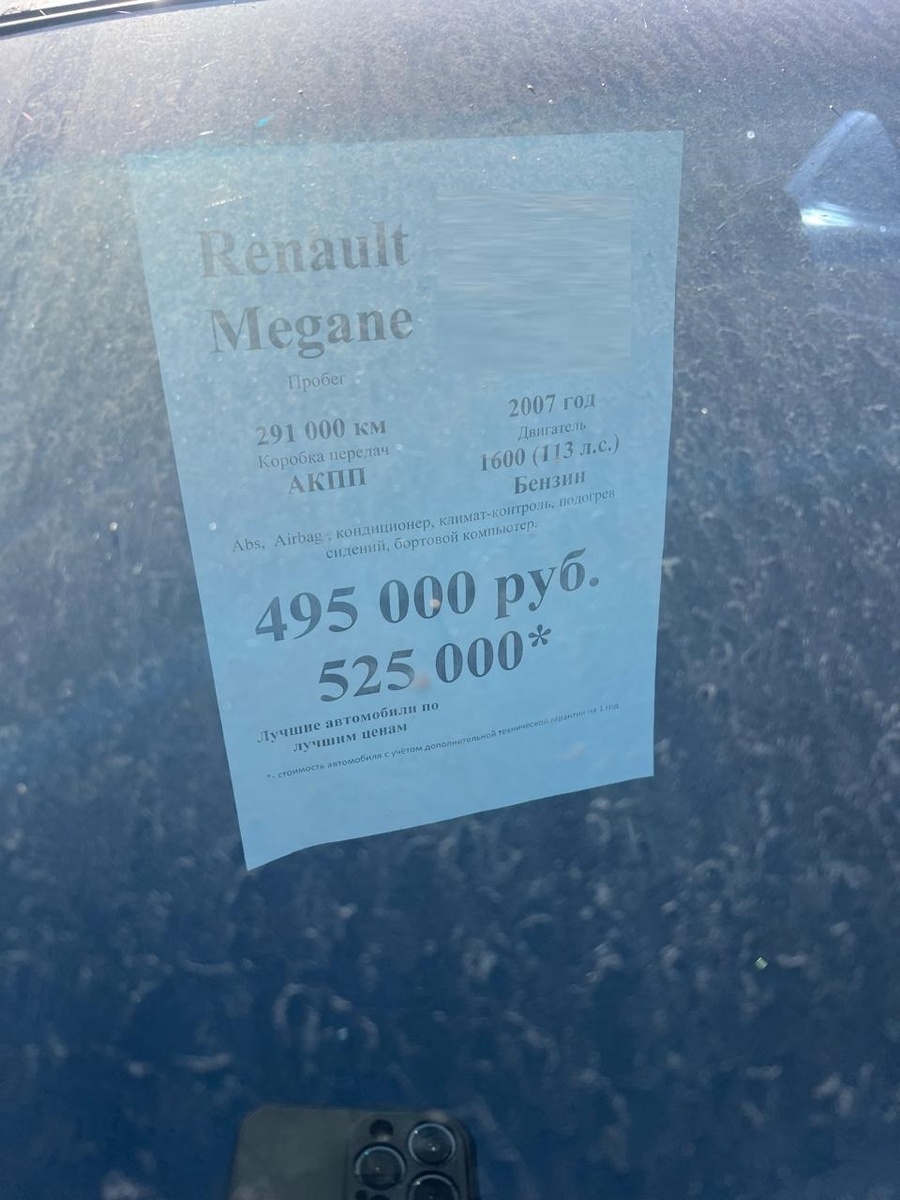 Renault
Megane
Пробег
291 000 км
Коробка передач
АКПП
2007 год
Двигатель
1600 (113 л.с.)
Бензин
Abs, Airbag , кондиционер, климат-контроль, подогрев
сидений, бортовой компьютер.
495 000 руб.
525 000*
Лучшие автомобили по
лучшим ценам
*- стоимость автомобиля с учётом дополнительной технической гарантии на 1 год.